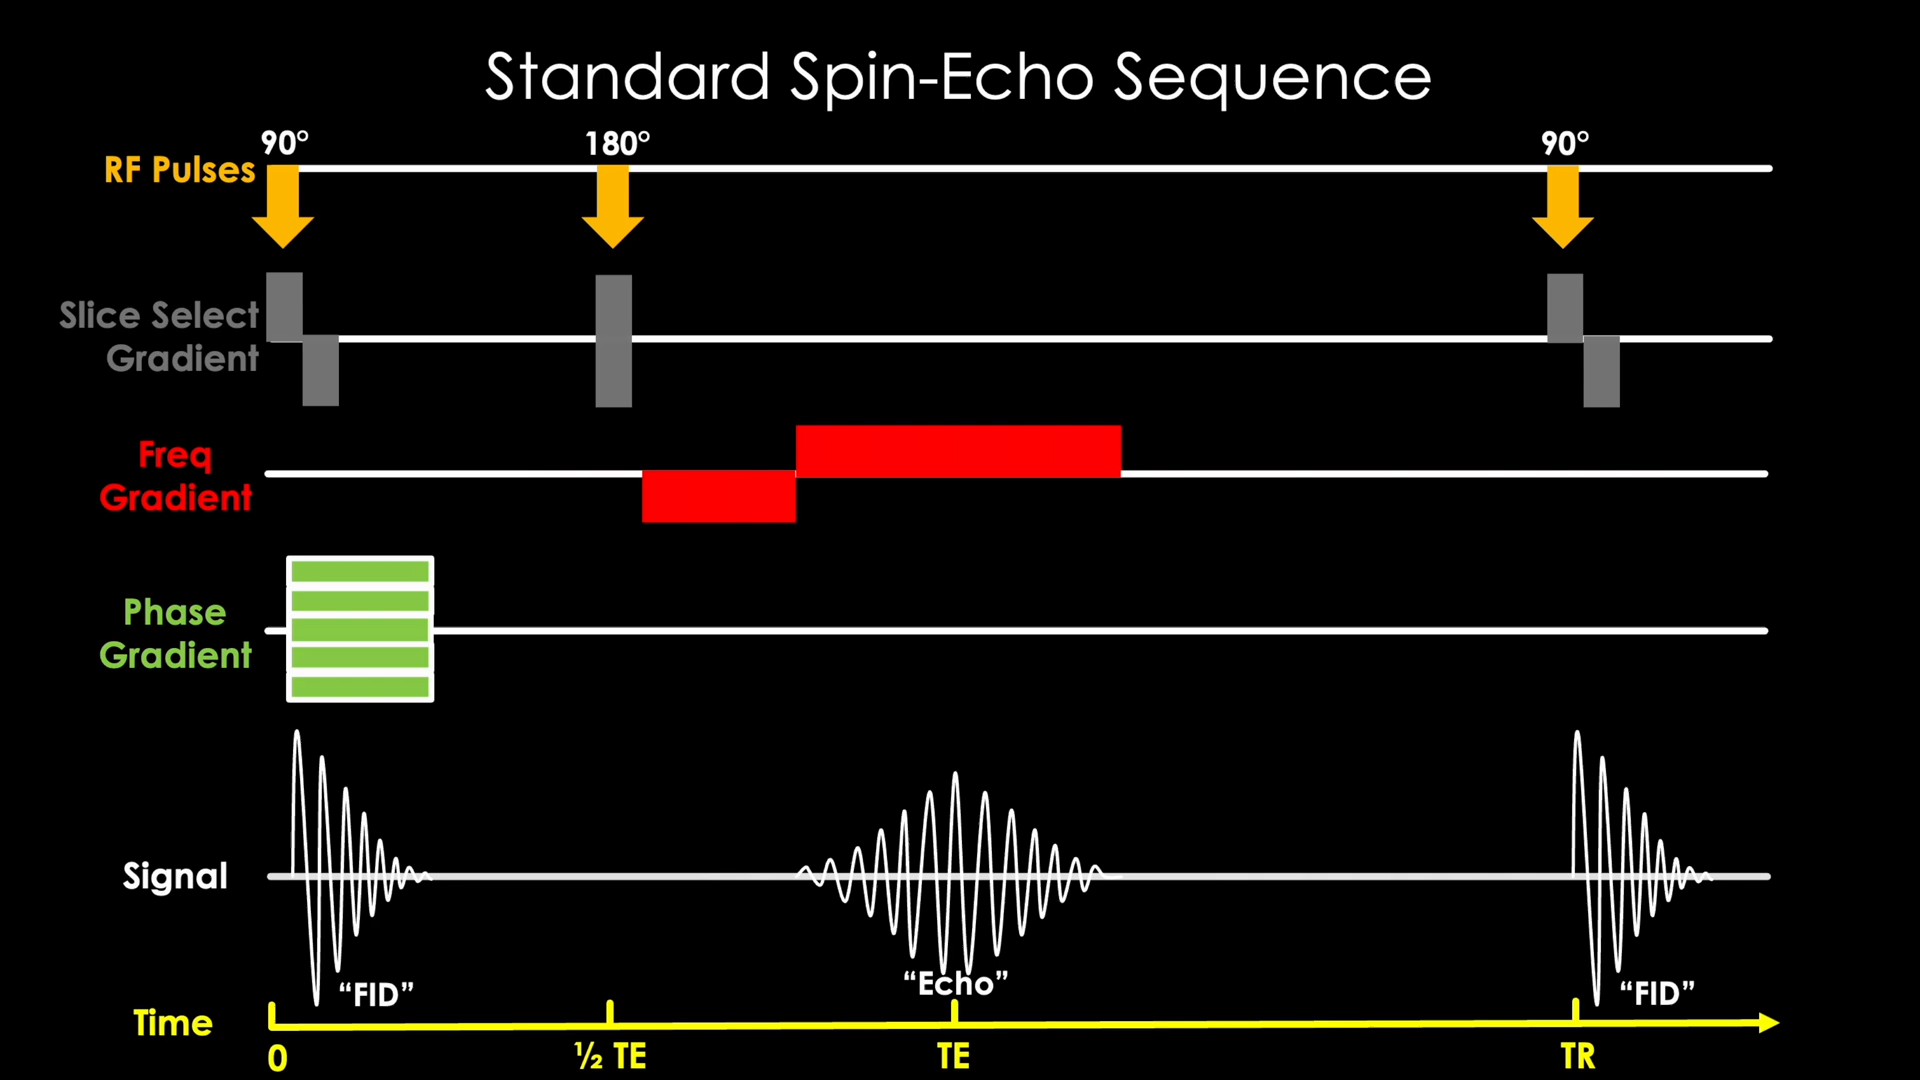 Standard Spin-Echo Sequence
90°
180°
90°
RF Pulses
Slice Select
Gradient
Freq
Gradient
Phase
Gradient
Signal
“FID”
“Echo”
“FID”
Time
0
½ TE
TE
TR